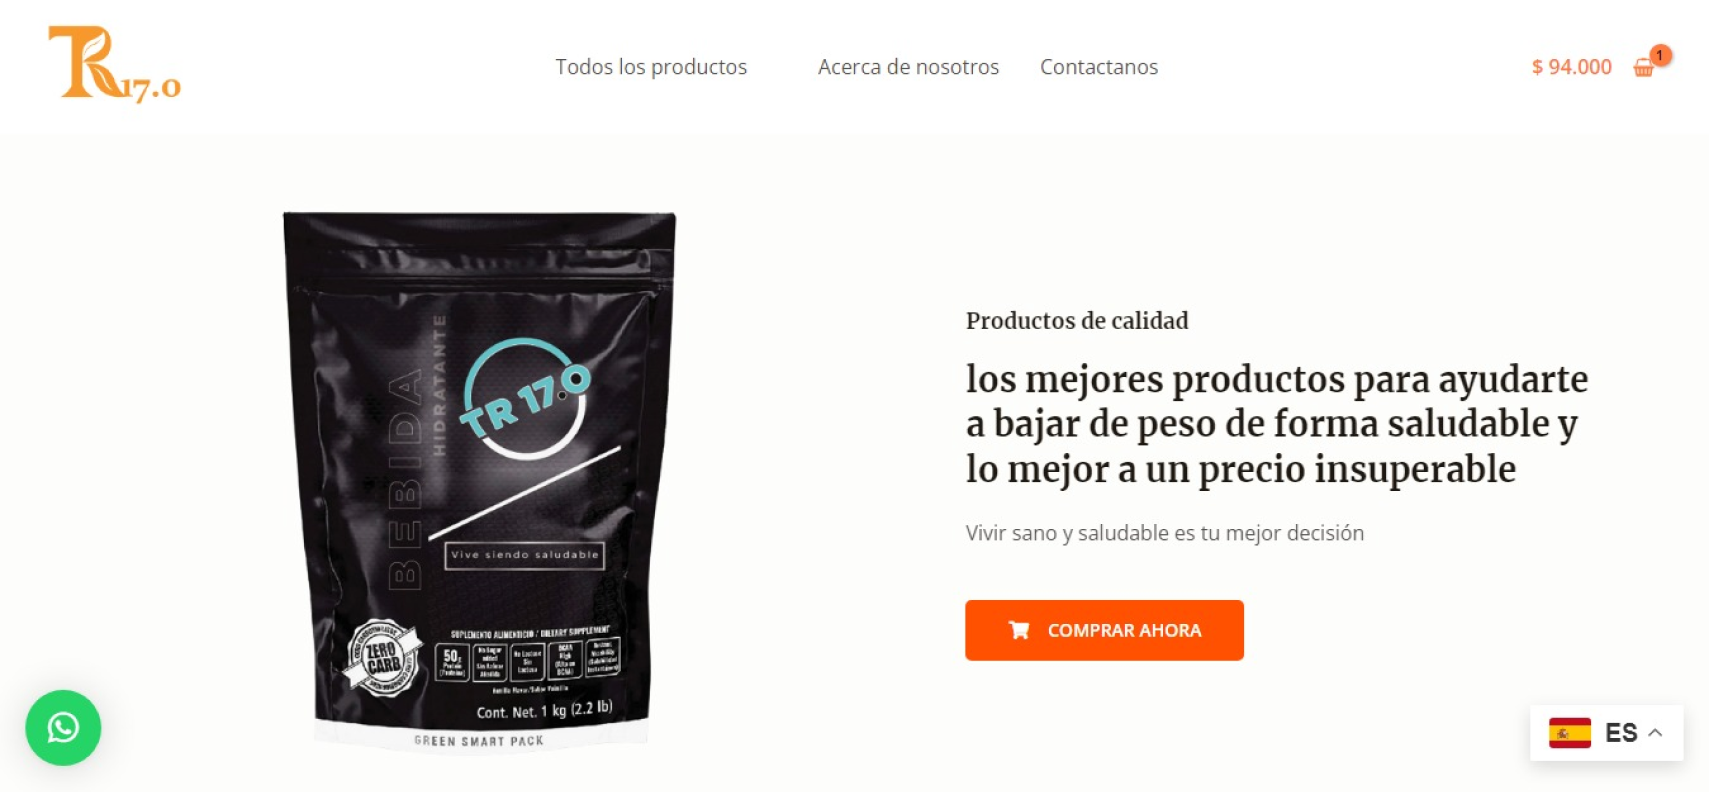 TR17.0
Todos los productos
Acerca de nosotros
Contactanos
$ 94.000
1
BEBIDA
HIDRATANTE
TR 17.0
Vive siendo saludable
SUPLEMENTO ALIMENTICIO / DIETARY SUPPLEMENT
ZERO
CARB
50g
Cont. Net. 1 kg (2.2 lb)
GREEN SMART PACK
Productos de calidad
los mejores productos para ayudarte
a bajar de peso de forma saludable y
lo mejor a un precio insuperable
Vivir sano y saludable es tu mejor decisión
COMPRAR AHORA
ES